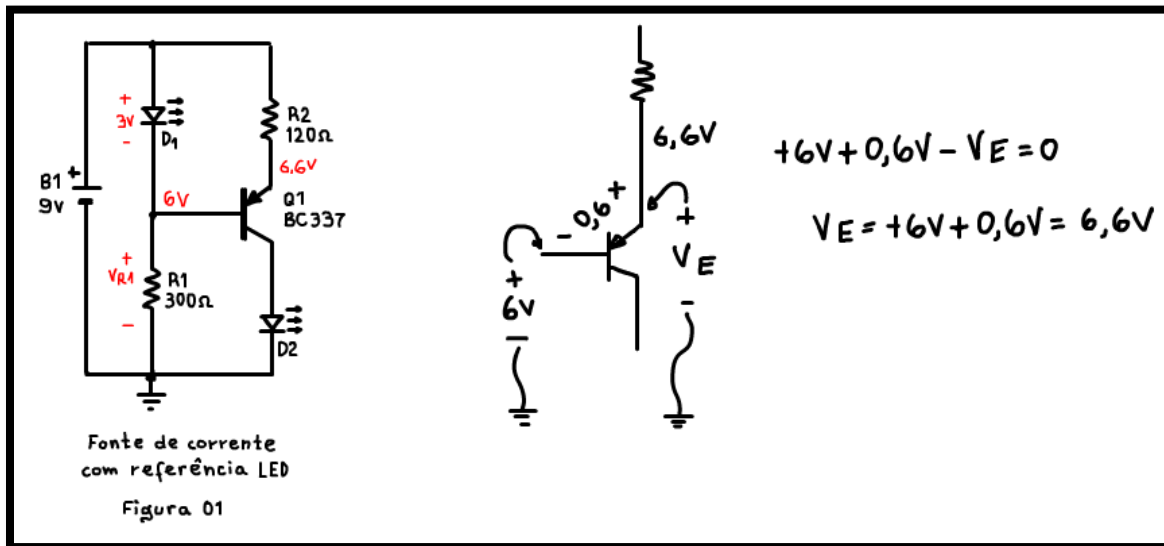 +
3V
-
D1
R2
120Ω
6,6V
B1
+
9V
6V
Q1
BC337
+
VR1
-
R1
300Ω
D2
Fonte de corrente
com referência LED
Figura 01
6,6V
- 0,6 +
+
6V
-
+
VE
-
+6V+0,6V-VE=0
VE=+6V+0,6V=6,6V